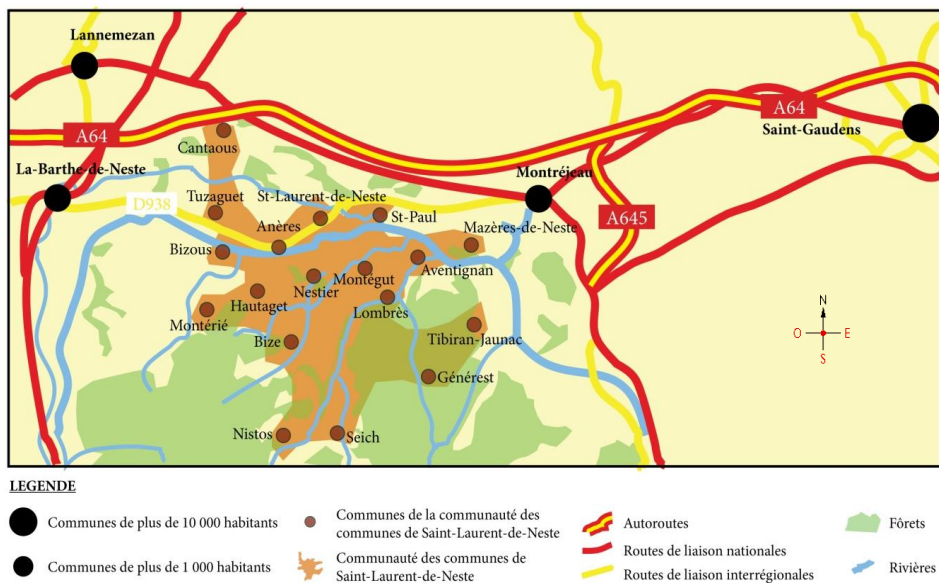 Lannemezan
A64
Cantaous
A64
Saint-Gaudens
La-Barthe-de-Neste
Montréjeau
D938
Tuzaguet
St-Laurent-de-Neste
St-Paul
A645
Anères
Mazères-de-Neste
Bizous
Aventignan
Montégut
Nestier
Hautaget
Lombrès
Montérié
Bize
Tibiran-Jaunac
N
O
E
S
Générest
Nistos
Seich
LEGENDE
Communes de plus de 10 000 habitants
Communes de plus de 1 000 habitants
Communes de la communauté des
communes de Saint-Laurent-de-Neste
Communauté des communes de
Saint-Laurent-de-Neste
Autoroutes
Routes de liaison nationales
Routes de liaison interrégionales
Fôrets
Rivières